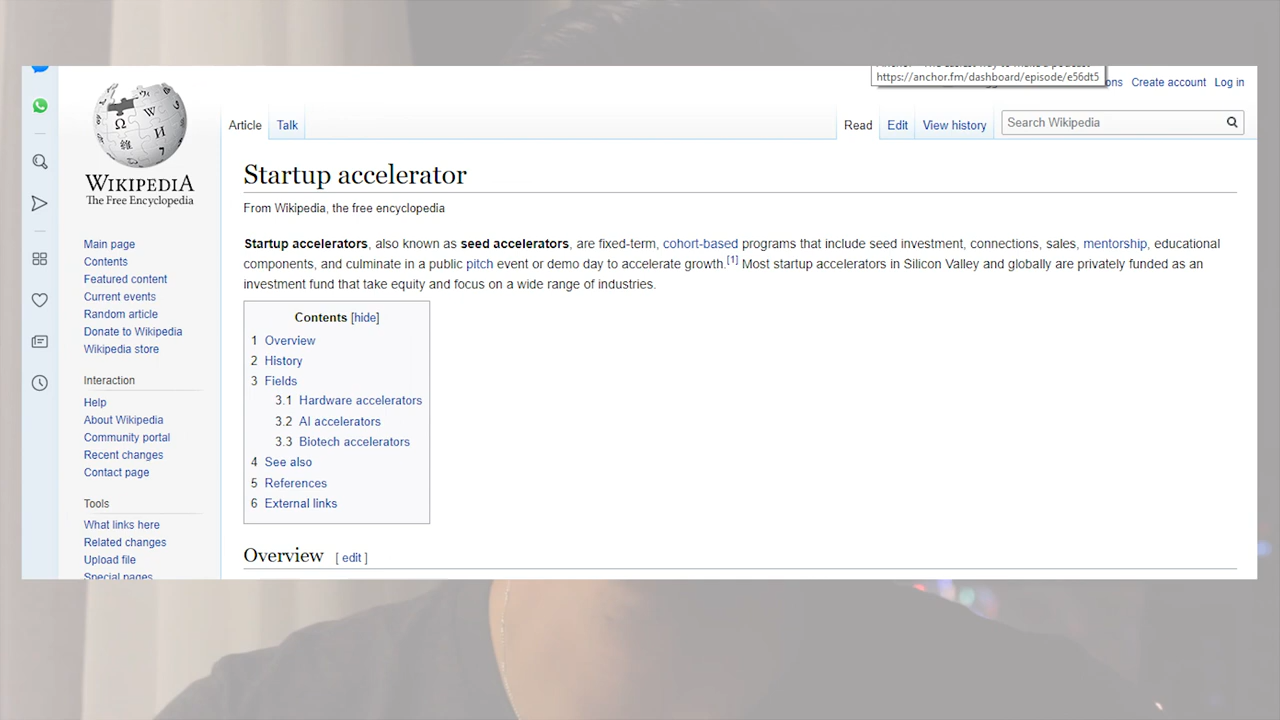 https://anchor.fm/dashboard/episode/e56dt5
Create account Log in
Article Talk Read Edit View history Search Wikipedia
WIKIPEDIA
The Free Encyclopedia
Startup accelerator
From Wikipedia, the free encyclopedia
Startup accelerators, also known as seed accelerators, are fixed-term, cohort-based programs that include seed investment, connections, sales, mentorship, educational
components, and culminate in a public pitch event or demo day to accelerate growth.[1] Most startup accelerators in Silicon Valley and globally are privately funded as an
investment fund that take equity and focus on a wide range of industries.
Main page
Contents
Featured content
Current events
Random article
Donate to Wikipedia
Wikipedia store
Interaction
Help
About Wikipedia
Community portal
Recent changes
Contact page
Tools
What links here
Related changes
Upload file
Special pages
Contents [hide]
1 Overview
2 History
3 Fields
3.1 Hardware accelerators
3.2 AI accelerators
3.3 Biotech accelerators
4 See also
5 References
6 External links
Overview [ edit ]